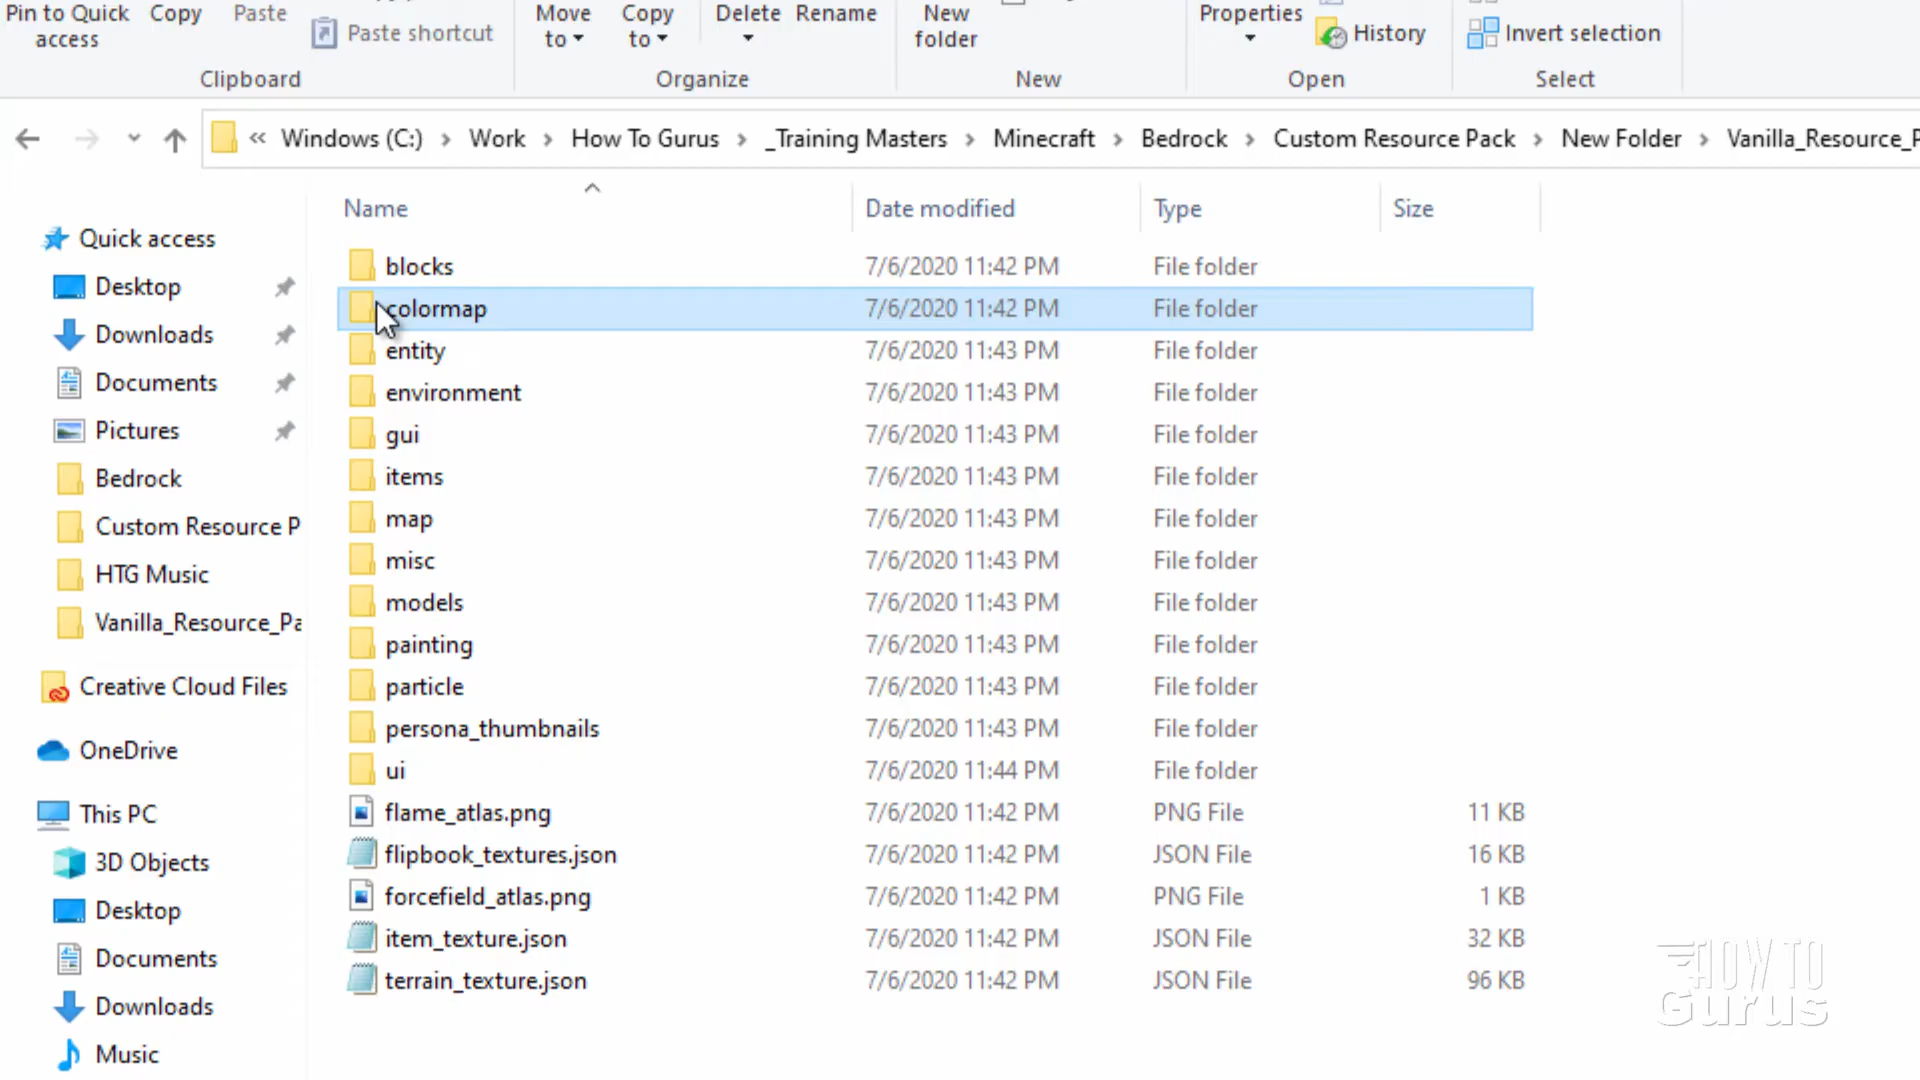 Pin to Quick access
Copy
Paste
Paste shortcut
Clipboard
Move to
Copy to
Delete
Rename
Organize
New folder
New
Properties
History
Open
Invert selection
Select
« Windows (C:) › Work › How To Gurus › _Training Masters › Minecraft › Bedrock › Custom Resource Pack › New Folder › Vanilla_Resource_P
Name Date modified Type Size
Quick access
Desktop
Downloads
Documents
Pictures
Bedrock
Custom Resource P
HTG Music
Vanilla_Resource_Pa
Creative Cloud Files
OneDrive
This PC
3D Objects
Desktop
Documents
Downloads
Music
blocks 7/6/2020 11:42 PM File folder
colormap 7/6/2020 11:42 PM File folder
entity 7/6/2020 11:43 PM File folder
environment 7/6/2020 11:43 PM File folder
gui 7/6/2020 11:43 PM File folder
items 7/6/2020 11:43 PM File folder
map 7/6/2020 11:43 PM File folder
misc 7/6/2020 11:43 PM File folder
models 7/6/2020 11:43 PM File folder
painting 7/6/2020 11:43 PM File folder
particle 7/6/2020 11:43 PM File folder
persona_thumbnails 7/6/2020 11:43 PM File folder
ui 7/6/2020 11:44 PM File folder
flame_atlas.png 7/6/2020 11:42 PM PNG File 11 KB
flipbook_textures.json 7/6/2020 11:42 PM JSON File 16 KB
forcefield_atlas.png 7/6/2020 11:42 PM PNG File 1 KB
item_texture.json 7/6/2020 11:42 PM JSON File 32 KB
terrain_texture.json 7/6/2020 11:42 PM JSON File 96 KB
HOW TO
Gurus